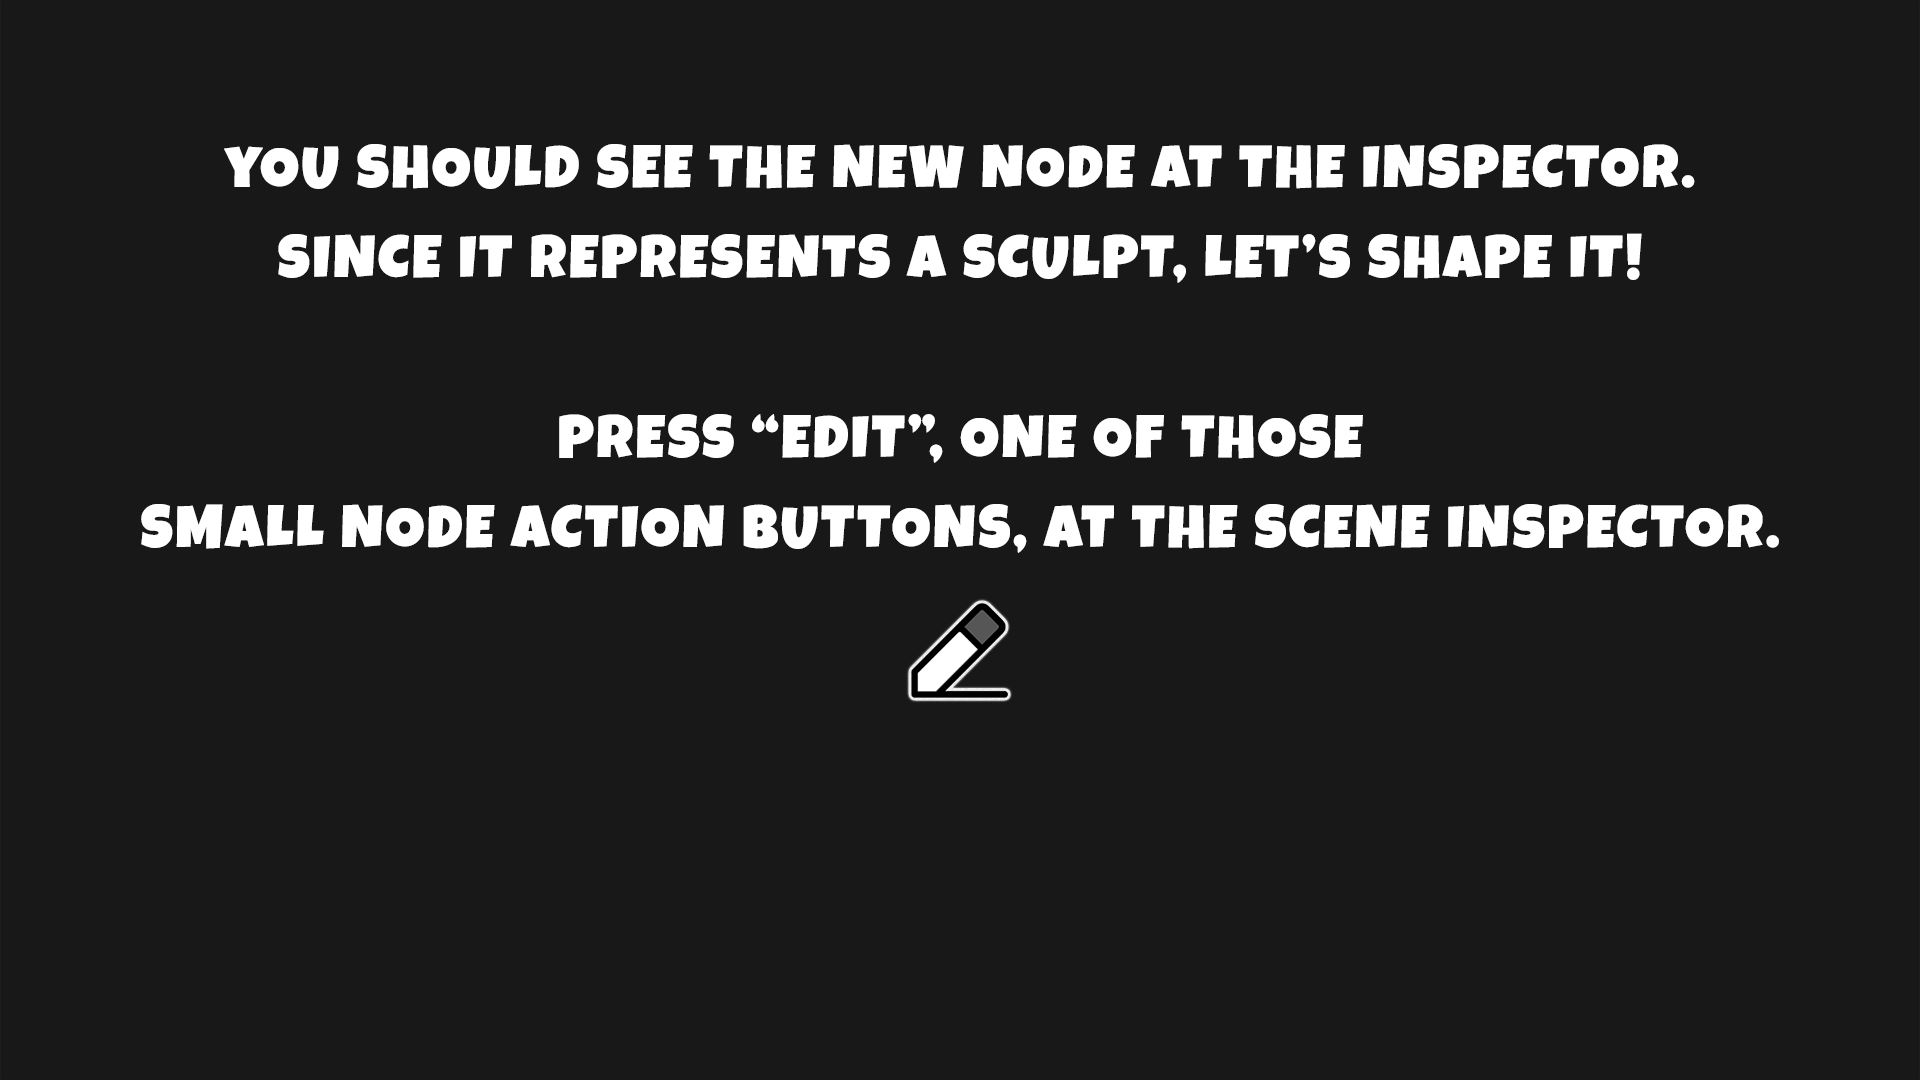 YOU SHOULD SEE THE NEW NODE AT THE INSPECTOR.
SINCE IT REPRESENTS A SCULPT, LET’S SHAPE IT!
PRESS “EDIT”, ONE OF THOSE
SMALL NODE ACTION BUTTONS, AT THE SCENE INSPECTOR.